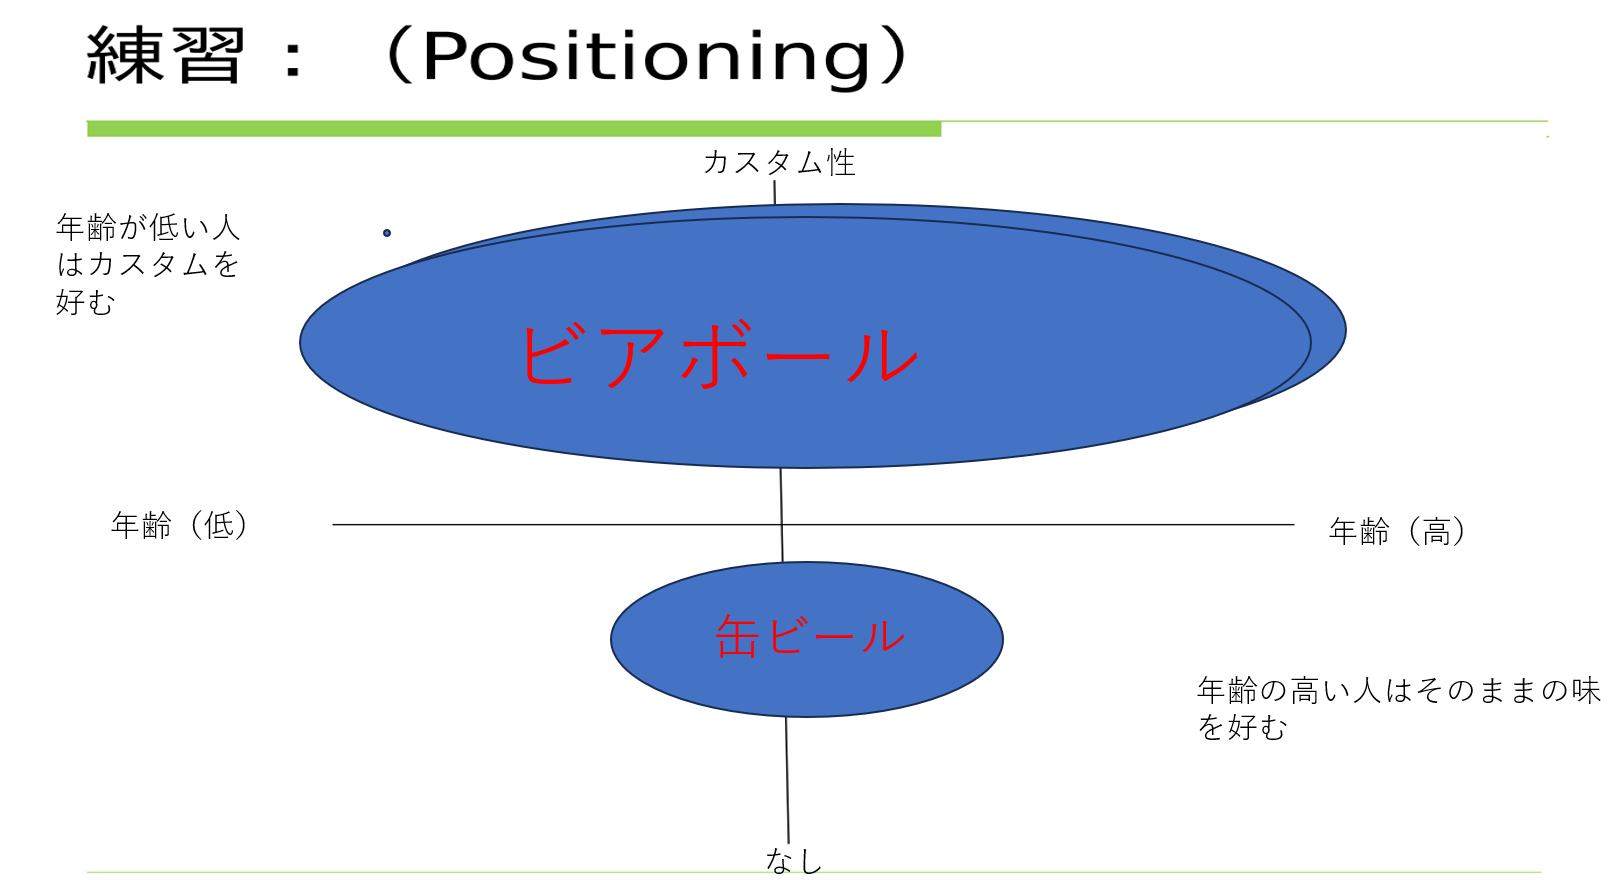 練習：（Positioning）
カスタム性
年齢が低い人
はカスタムを
好む
ビアボール
年齢（低）
年齢（高）
缶ビール
年齢の高い人はそのままの味
を好む
なし